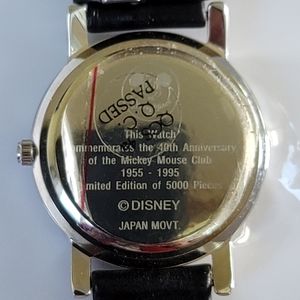 Q.Q.C.
PASSED
This Watch
Commemorates the 40th Anniversary
of the Mickey Mouse Club
1955 - 1995
Limited Edition of 5000 Pieces
© DISNEY
JAPAN MOVT.